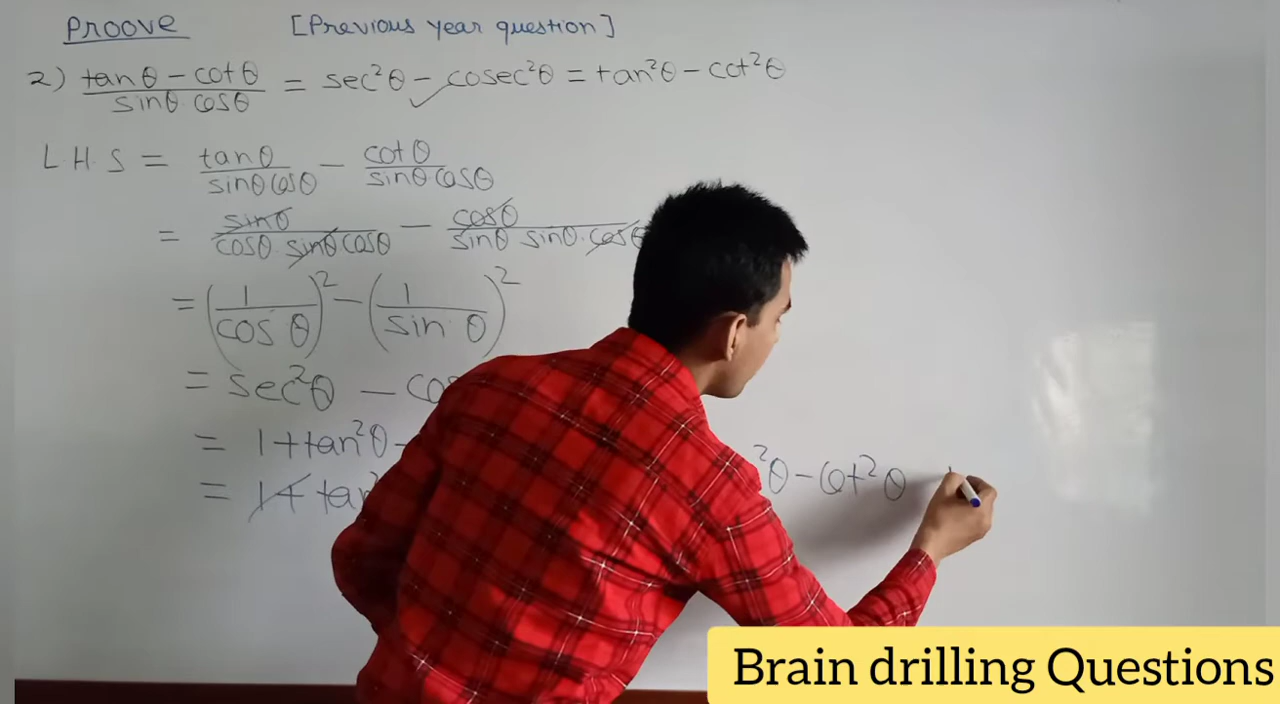 Proove [Previous year question]
2) tanθ - cotθ / sinθ. cosθ = sec²θ - cosec²θ = tan²θ - cot²θ
L.H.S = tanθ / sinθ cosθ - cotθ / sinθ cosθ
= sinθ / cosθ. sinθ cosθ - cosθ / sinθ sinθ. cosθ
= (1 / cosθ)² - (1 / sinθ)²
= sec²θ -
= 1+tan²θ -
= 1+ ²θ - cot²θ
Brain drilling Questions